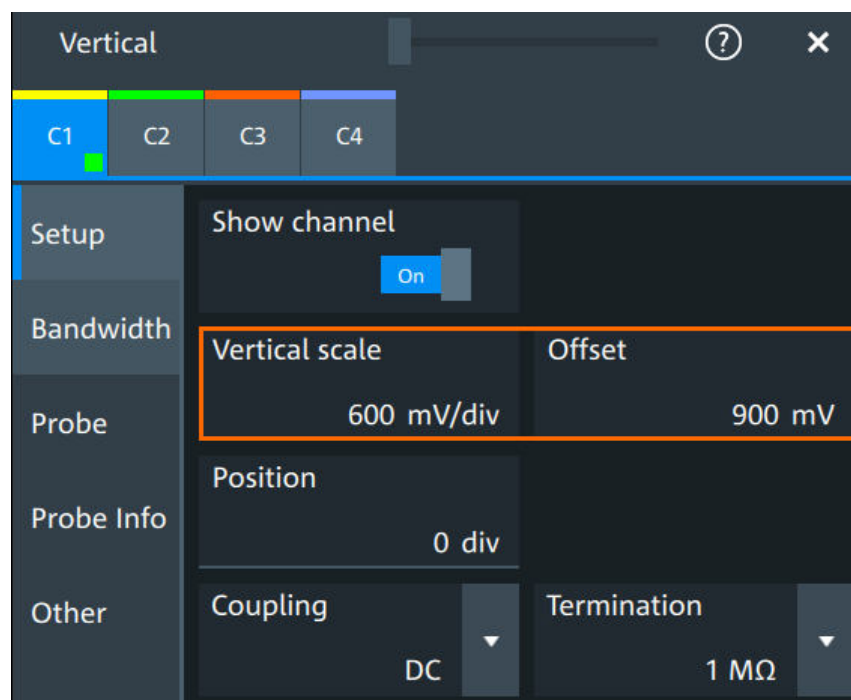 Vertical
?
C1 C2 C3 C4
Setup
Bandwidth
Probe
Probe Info
Other
Show channel
On
Vertical scale
600 mV/div
Offset
900 mV
Position
0 div
Coupling
DC
Termination
1 MΩ